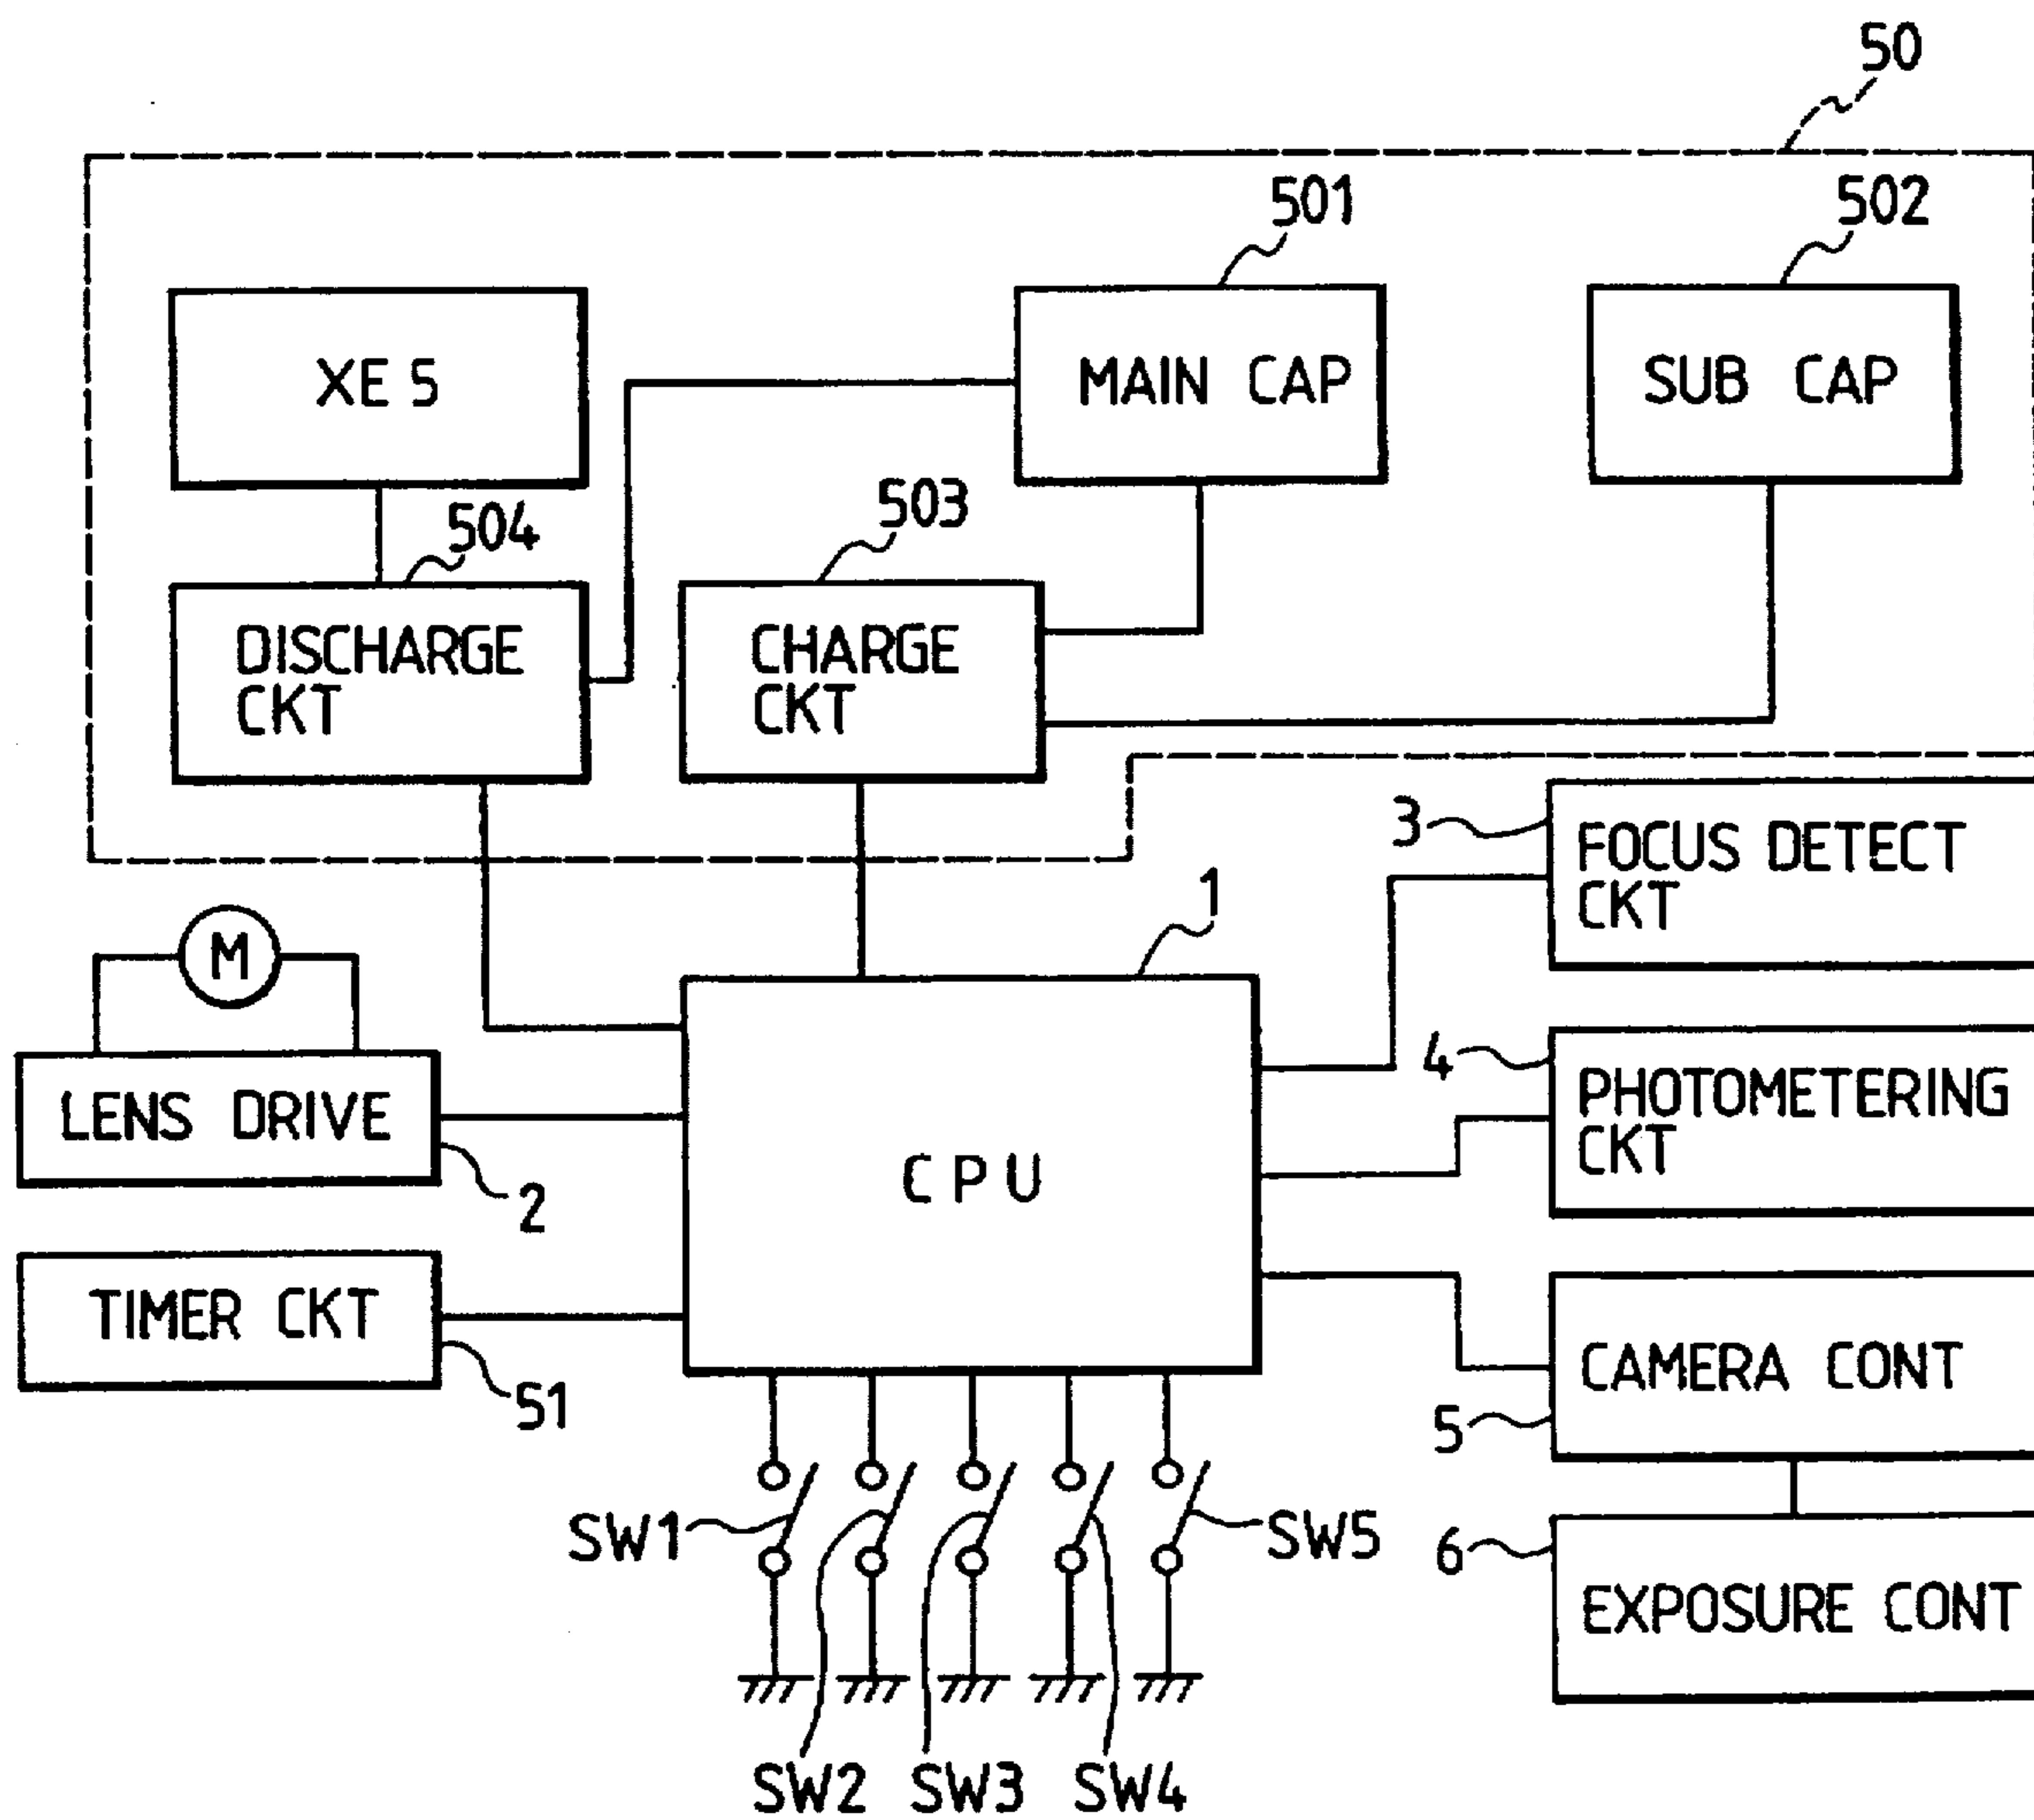 50
501
502
XE 5
MAIN CAP
SUB CAP
503
504
DISCHARGE
CKT
CHARGE
CKT
3
FOCUS DETECT
CKT
1
M
4
LENS DRIVE
PHOTOMETERING
CKT
CPU
2
TIMER CKT
51
CAMERA CONT
5
SW1
SW5
6
EXPOSURE CONT
SW2
SW3
SW4